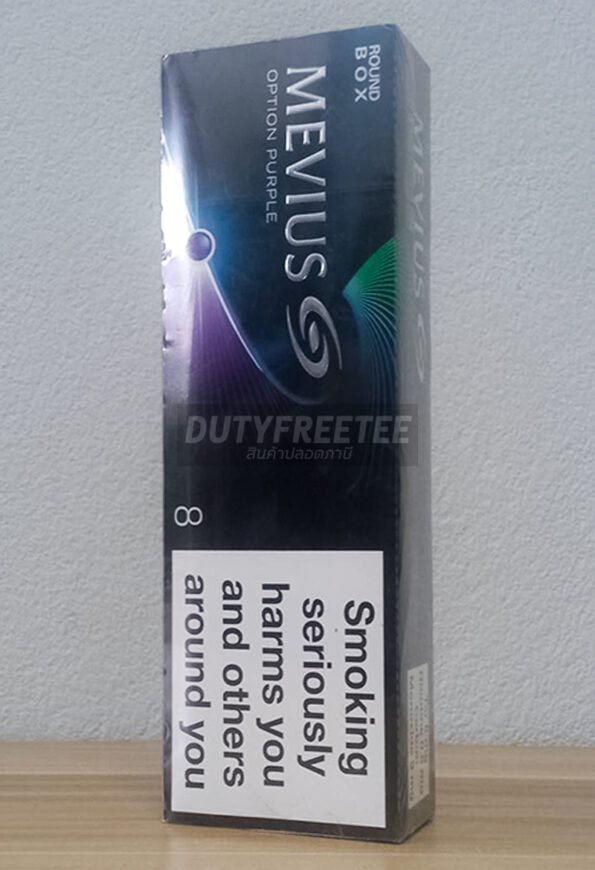 ROUND
BOX
MEVIUS
OPTION PURPLE
MEVIUS
DUTYFREETEE
สินค้าปลอดภาษี
8
Smoking
seriously
harms you
and others
around you